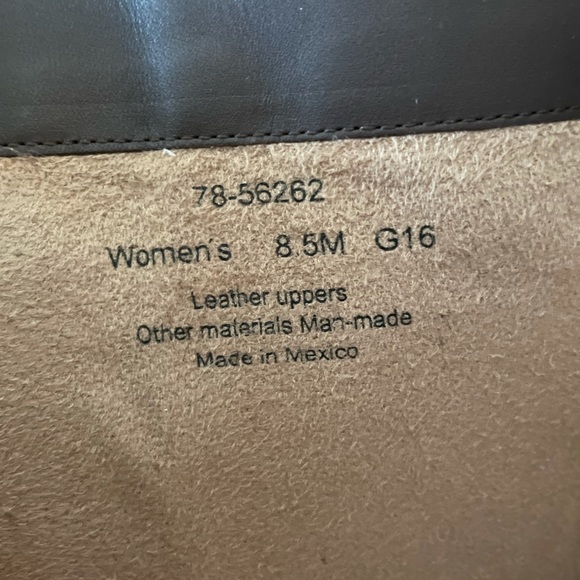 78-56262
Women's 8.5M G16
Leather uppers
Other materials Man-made
Made in Mexico